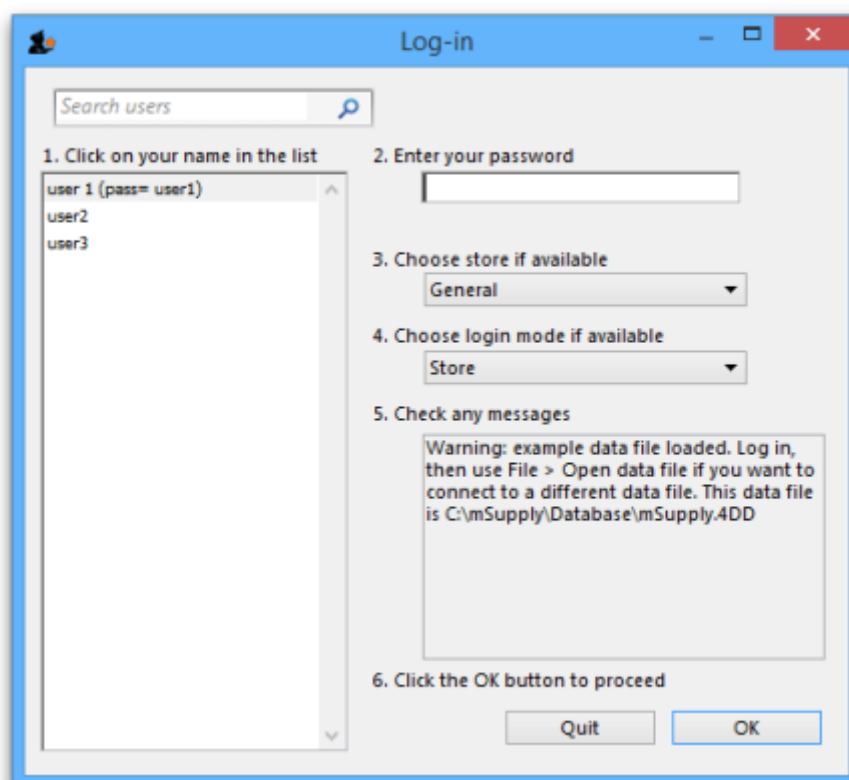 Log-in
Search users
1. Click on your name in the list
user 1 (pass= user1)
user2
user3
2. Enter your password
3. Choose store if available
General
4. Choose login mode if available
Store
5. Check any messages
Warning: example data file loaded. Log in,
then use File > Open data file if you want to
connect to a different data file. This data file
is C:\mSupply\Database\mSupply.4DD
6. Click the OK button to proceed
Quit
OK